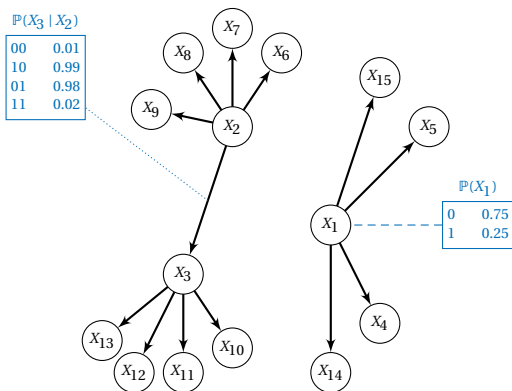 ℙ(X₃ | X₂)
00 0.01
10 0.99
01 0.98
11 0.02
X₇
X₈
X₆
X₉
X₂
X₁₅
X₅
ℙ(X₁)
0 0.75
1 0.25
X₁
X₃
X₁₃
X₁₂
X₁₁
X₁₀
X₄
X₁₄